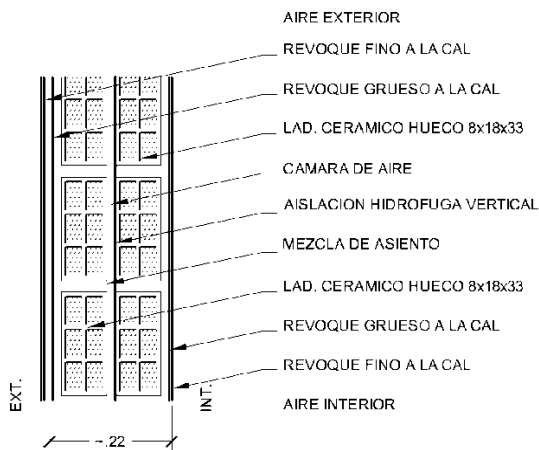 AIRE EXTERIOR
REVOQUE FINO A LA CAL
REVOQUE GRUESO A LA CAL
LAD. CERAMICO HUECO 8x18x33
CAMARA DE AIRE
AISLACION HIDROFUGA VERTICAL
MEZCLA DE ASIENTO
LAD. CERAMICO HUECO 8x18x33
REVOQUE GRUESO A LA CAL
REVOQUE FINO A LA CAL
AIRE INTERIOR
EXT.
INT.
~.22